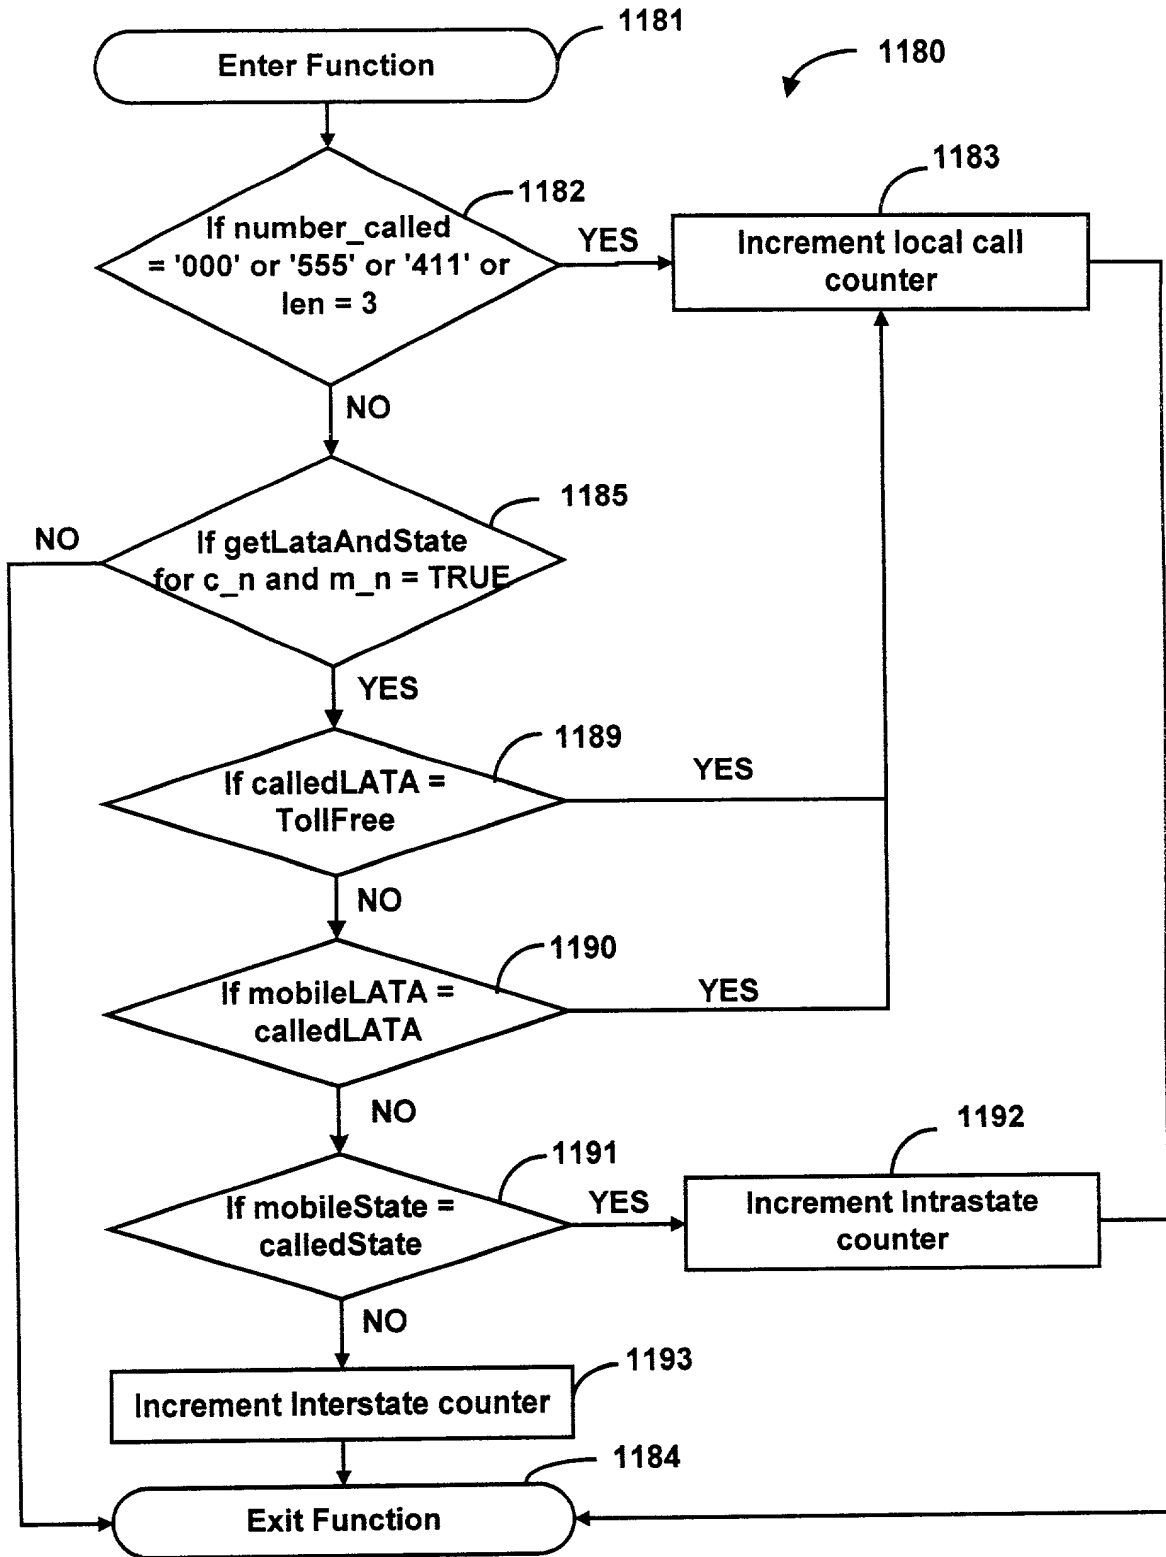 1181
Enter Function
1180
1183
1182
If number_called
= '000' or '555' or '411' or
len = 3
YES
Increment local call
counter
NO
1185
NO
If getLataAndState
for c_n and m_n = TRUE
YES
1189
If calledLATA =
TollFree
YES
NO
1190
If mobileLATA =
calledLATA
YES
NO
1192
1191
If mobileState =
calledState
YES
Increment Intrastate
counter
NO
1193
Increment Interstate counter
1184
Exit Function